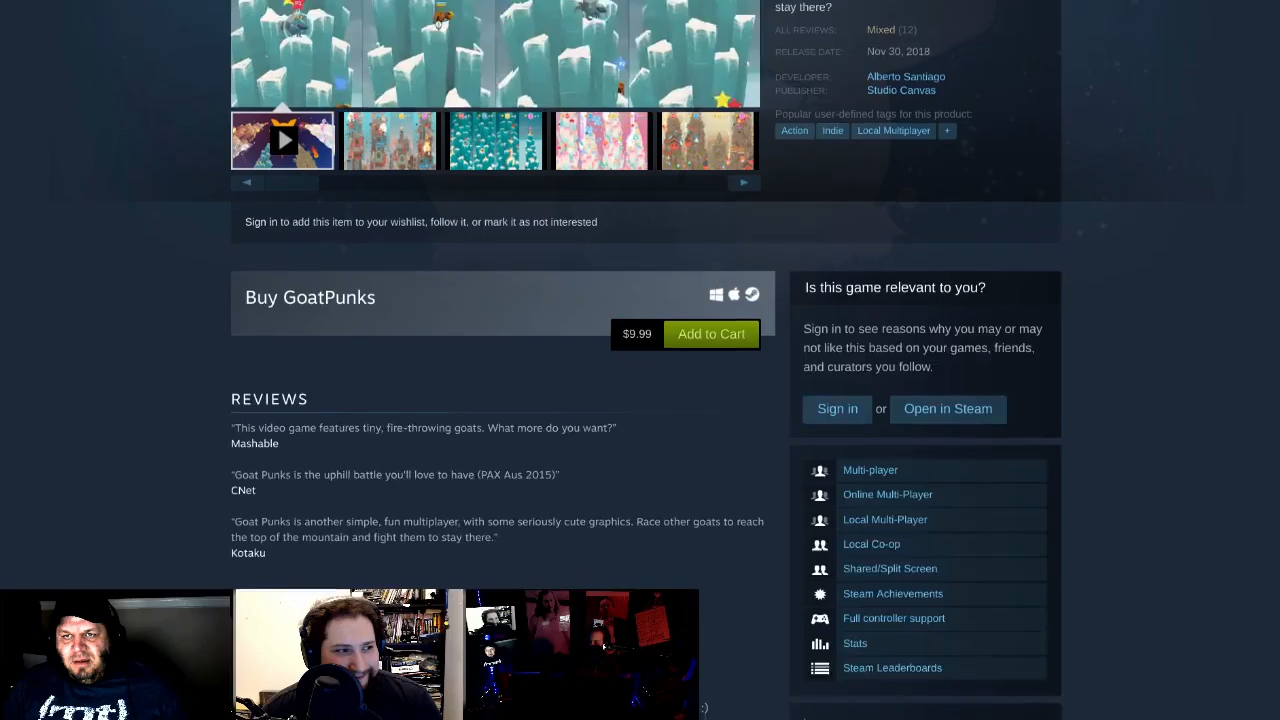 stay there?
ALL REVIEWS: Mixed (12)
RELEASE DATE: Nov 30, 2018
DEVELOPER: Alberto Santiago
PUBLISHER: Studio Canvas
Popular user-defined tags for this product:
Action Indie Local Multiplayer +
Sign in to add this item to your wishlist, follow it, or mark it as not interested
Buy GoatPunks
$9.99 Add to Cart
Is this game relevant to you?
Sign in to see reasons why you may or may
not like this based on your games, friends,
and curators you follow.
Sign in or Open in Steam
REVIEWS
“This video game features tiny, fire-throwing goats. What more do you want?”
Mashable
“Goat Punks is the uphill battle you'll love to have (PAX Aus 2015)”
CNet
“Goat Punks is another simple, fun multiplayer, with some seriously cute graphics. Race other goats to reach
the top of the mountain and fight them to stay there.”
Kotaku
Multi-player
Online Multi-Player
Local Multi-Player
Local Co-op
Shared/Split Screen
Steam Achievements
Full controller support
Stats
Steam Leaderboards
:)